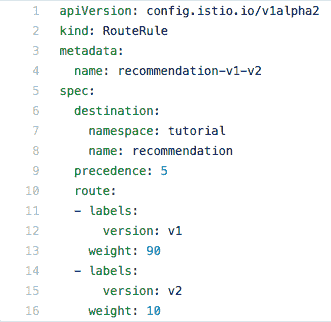 1 apiVersion: config.istio.io/v1alpha2
2 kind: RouteRule
3 metadata:
4   name: recommendation-v1-v2
5 spec:
6   destination:
7     namespace: tutorial
8     name: recommendation
9   precedence: 5
10   route:
11   - labels:
12       version: v1
13     weight: 90
14   - labels:
15       version: v2
16     weight: 10